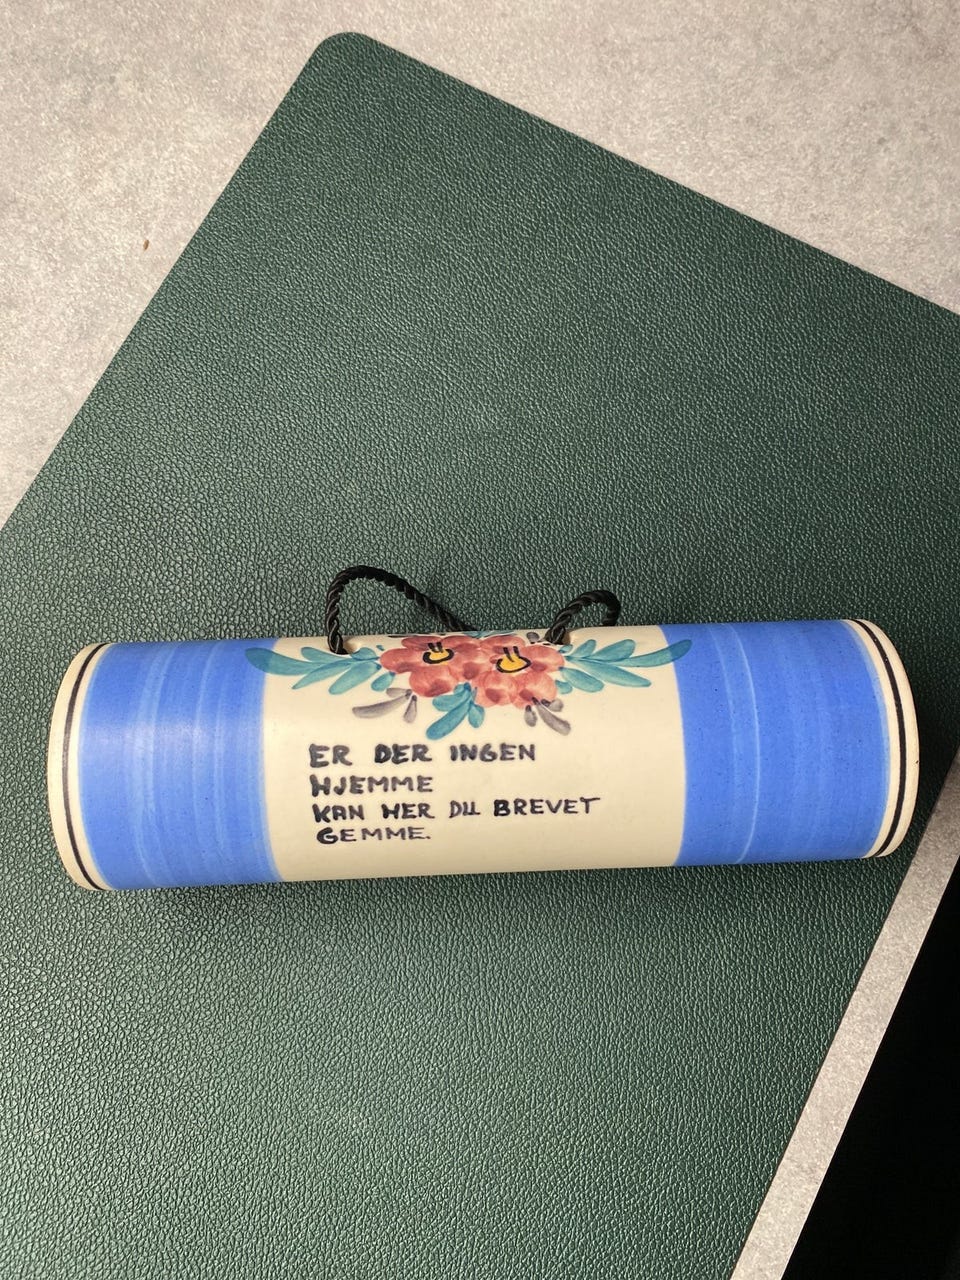 ER DER INGEN
HJEMME
KAN HER DU BREVET
GEMME.